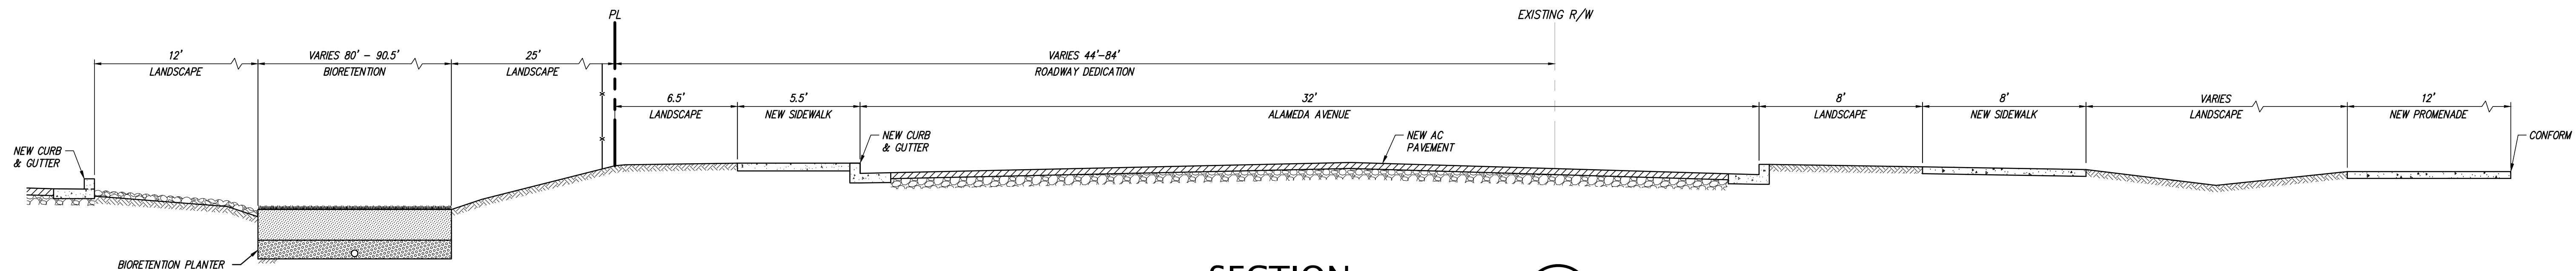 PL
EXISTING R/W
12'
LANDSCAPE
VARIES 80' - 90.5'
BIORETENTION
25'
LANDSCAPE
VARIES 44'-84'
ROADWAY DEDICATION
6.5'
LANDSCAPE
5.5'
NEW SIDEWALK
32'
ALAMEDA AVENUE
8'
LANDSCAPE
8'
NEW SIDEWALK
VARIES
LANDSCAPE
12'
NEW PROMENADE
NEW CURB
& GUTTER
NEW CURB
& GUTTER
NEW AC
PAVEMENT
CONFORM
BIORETENTION PLANTER
SECTION